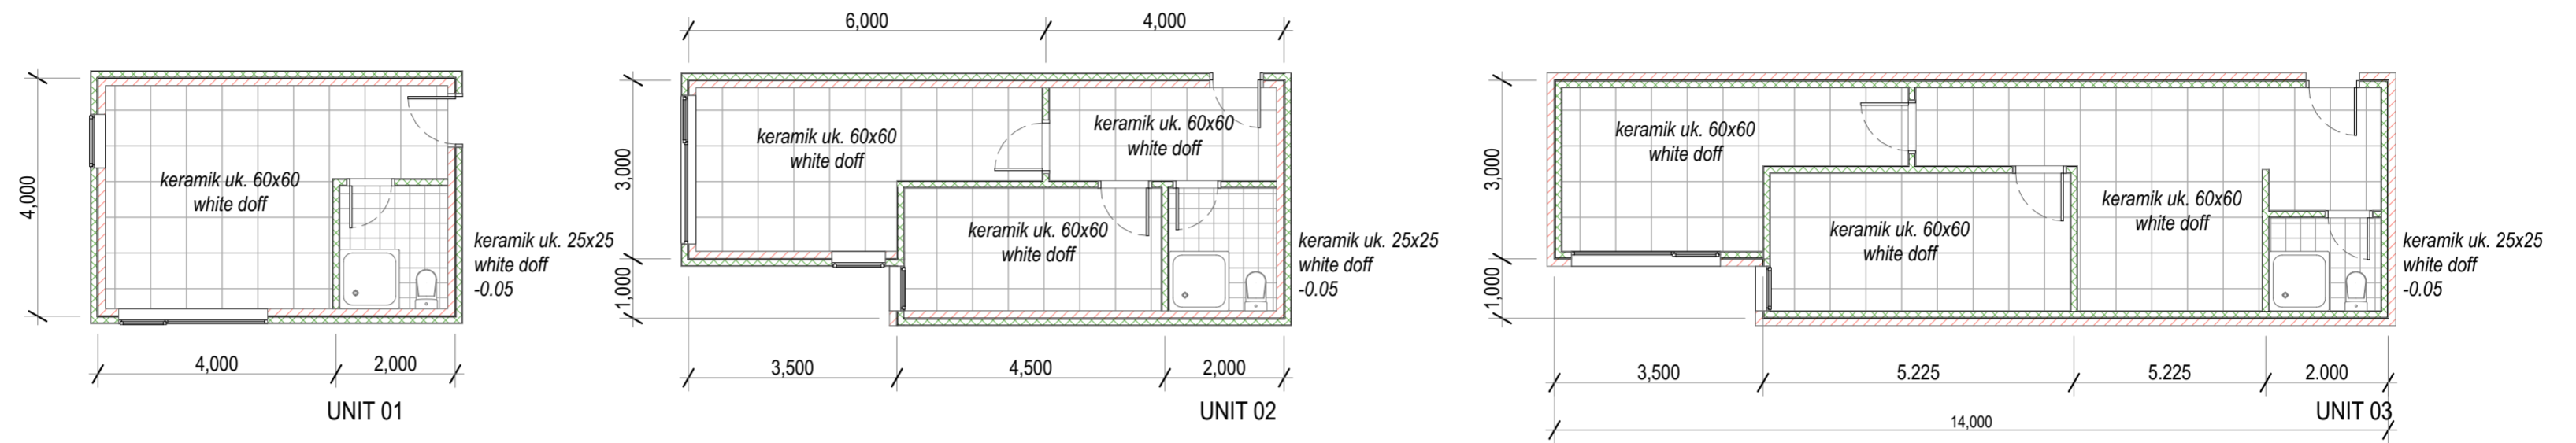 4,000
keramik uk. 60x60
white doff
keramik uk. 25x25
white doff
-0.05
4,000
2,000
UNIT 01
6,000
4,000
3,000
1,000
keramik uk. 60x60
white doff
keramik uk. 60x60
white doff
keramik uk. 60x60
white doff
keramik uk. 25x25
white doff
-0.05
3,500
4,500
2,000
UNIT 02
3,000
1,000
keramik uk. 60x60
white doff
keramik uk. 60x60
white doff
keramik uk. 60x60
white doff
keramik uk. 25x25
white doff
-0.05
3,500
5.225
5.225
2.000
14,000
UNIT 03